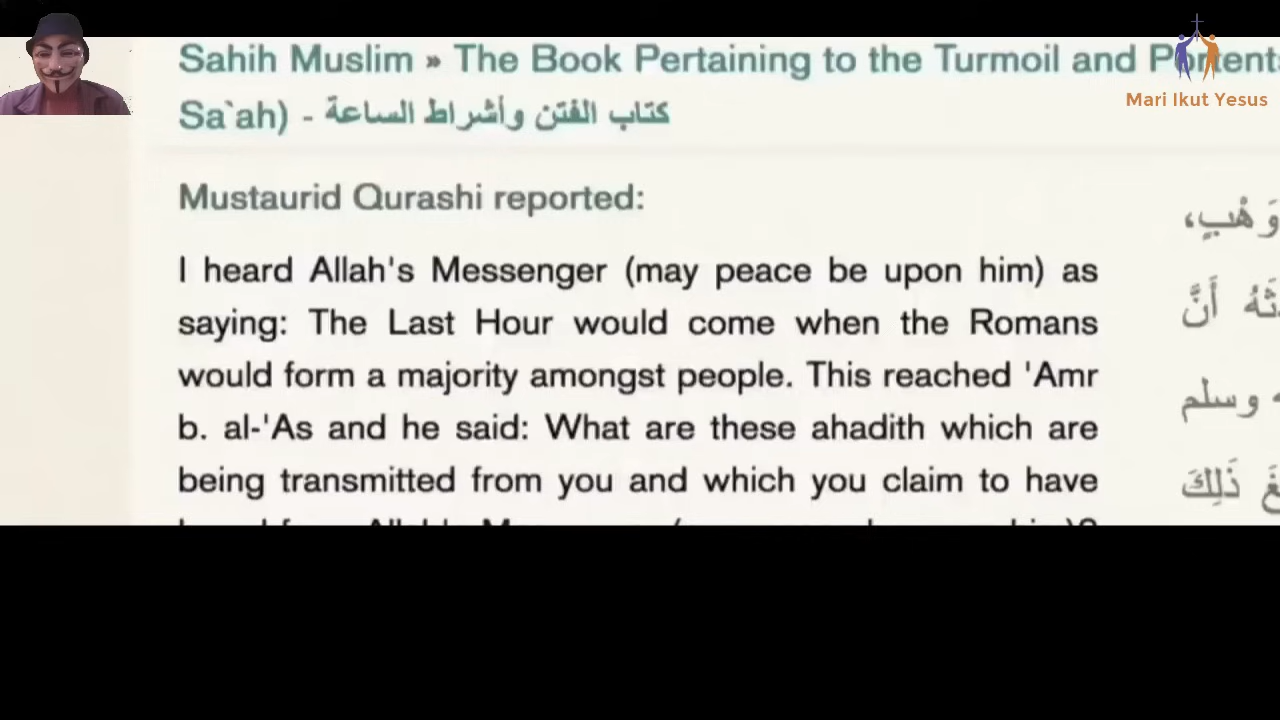 Sahih Muslim » The Book Pertaining to the Turmoil and Portents
Sa`ah) - كتاب الفتن وأشراط الساعة
Mari Ikut Yesus
Mustaurid Qurashi reported:
I heard Allah's Messenger (may peace be upon him) as
saying: The Last Hour would come when the Romans
would form a majority amongst people. This reached 'Amr
b. al-'As and he said: What are these ahadith which are
being transmitted from you and which you claim to have
وَهْبٍ،
أَنَّ
وسلم
ذَلِكَ